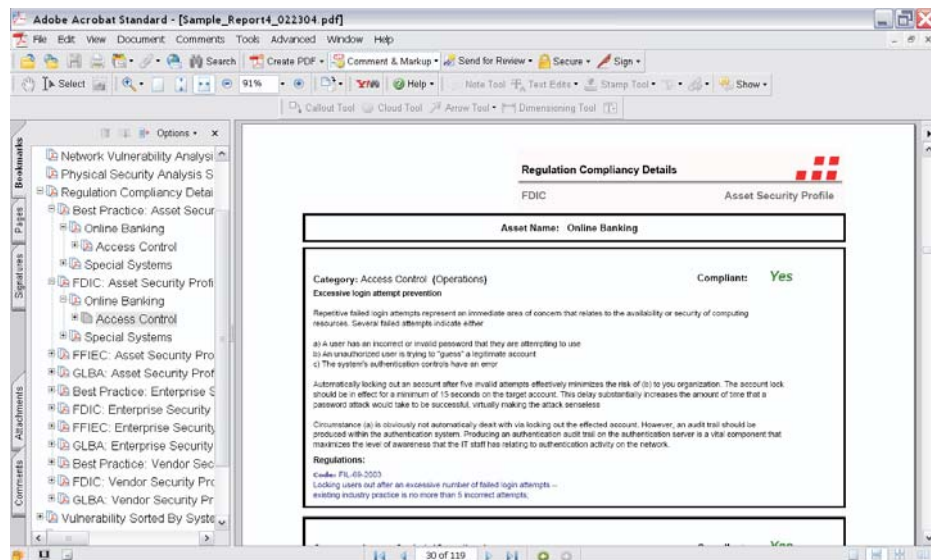 Adobe Acrobat Standard - [Sample_Report4_022304.pdf]
File Edit View Document Comments Tools Advanced Window Help
Search Create PDF Comment & Markup Send for Review Secure Sign
Select 91% Help Note Tool Text Edits Stamp Tool Show
Callout Tool Cloud Tool Arrow Tool Dimensioning Tool
Options x
Bookmarks
Pages
Signatures
Attachments
Comments
Network Vulnerability Analysi
Physical Security Analysis S
Regulation Compliancy Detai
Best Practice: Asset Secur
Online Banking
Access Control
Special Systems
FDIC: Asset Security Profi
Online Banking
Access Control
Special Systems
FFIEC: Asset Security Pro
GLBA: Asset Security Prof
Best Practice: Enterprise S
FDIC: Enterprise Security
FFIEC: Enterprise Security
GLBA: Enterprise Security
Best Practice: Vendor Sec
FDIC: Vendor Security Pro
GLBA: Vendor Security Pr
Vulnerability Sorted By Syste
Regulation Compliancy Details
FDIC Asset Security Profile
Asset Name: Online Banking
Category: Access Control (Operations) Compliant: Yes
Excessive login attempt prevention
Repetitive failed login attempts represent an immediate area of concern that relates to the availability or security of computing
resources. Several failed attempts indicate either
a) A user has an incorrect or invalid password that they are attempting to use
b) An unauthorized user is trying to "guess" a legitimate account
c) The system's authentication controls have an error
Automatically locking out an account after five invalid attempts effectively minimizes the risk of (b) to you organization. The account lock
should be in effect for a minimum of 15 seconds on the target account. This delay substantially increases the amount of time that a
password attack would take to be successful, virtually making the attack senseless
Circumstance (a) is obviously not automatically dealt with via locking out the effected account. However, an audit trail should be
produced within the authentication system. Producing an authentication audit trail on the authentication server is a vital component that
maximizes the level of awareness that the IT staff has relating to authentication activity on the network.
Regulations:
Code: FIL-69-2003
Locking users out after an excessive number of failed login attempts --
existing industry practice is no more than 5 incorrect attempts;
30 of 119